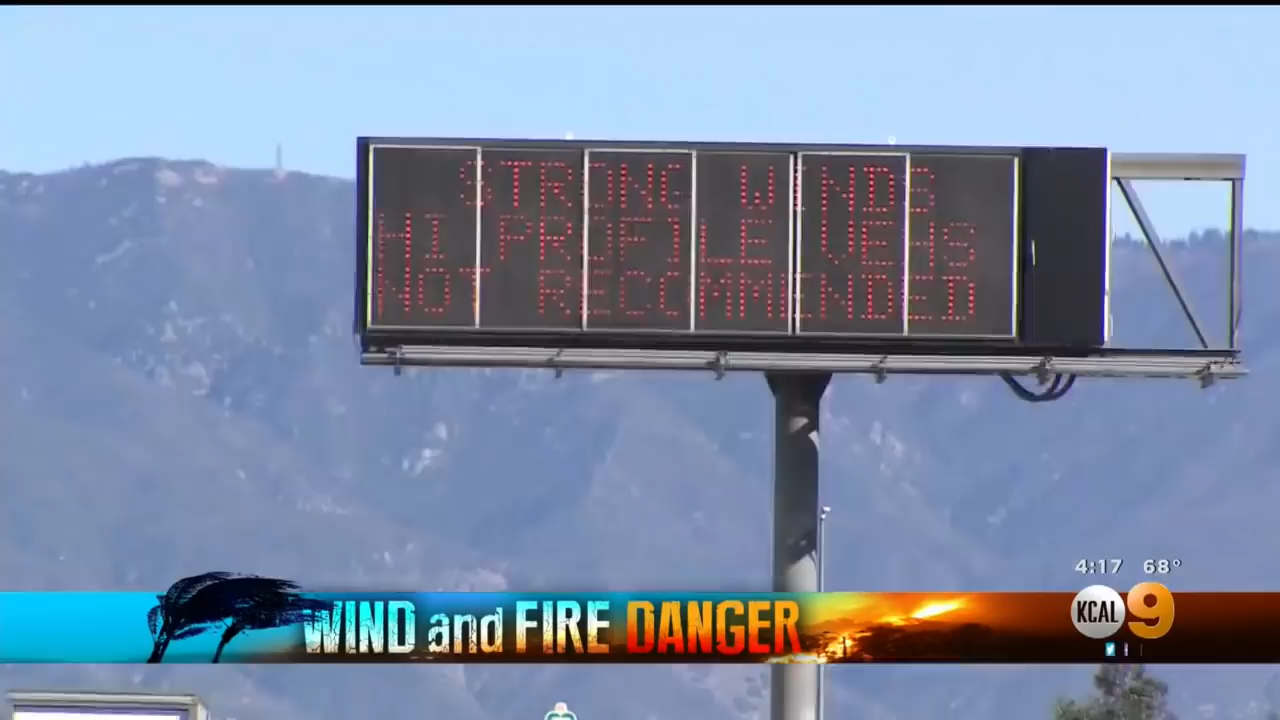 STRONG WINDS
HI PROFILE VEHS
NOT RECOMMENDED
4:17 68°
WIND and FIRE DANGER
KCAL 9